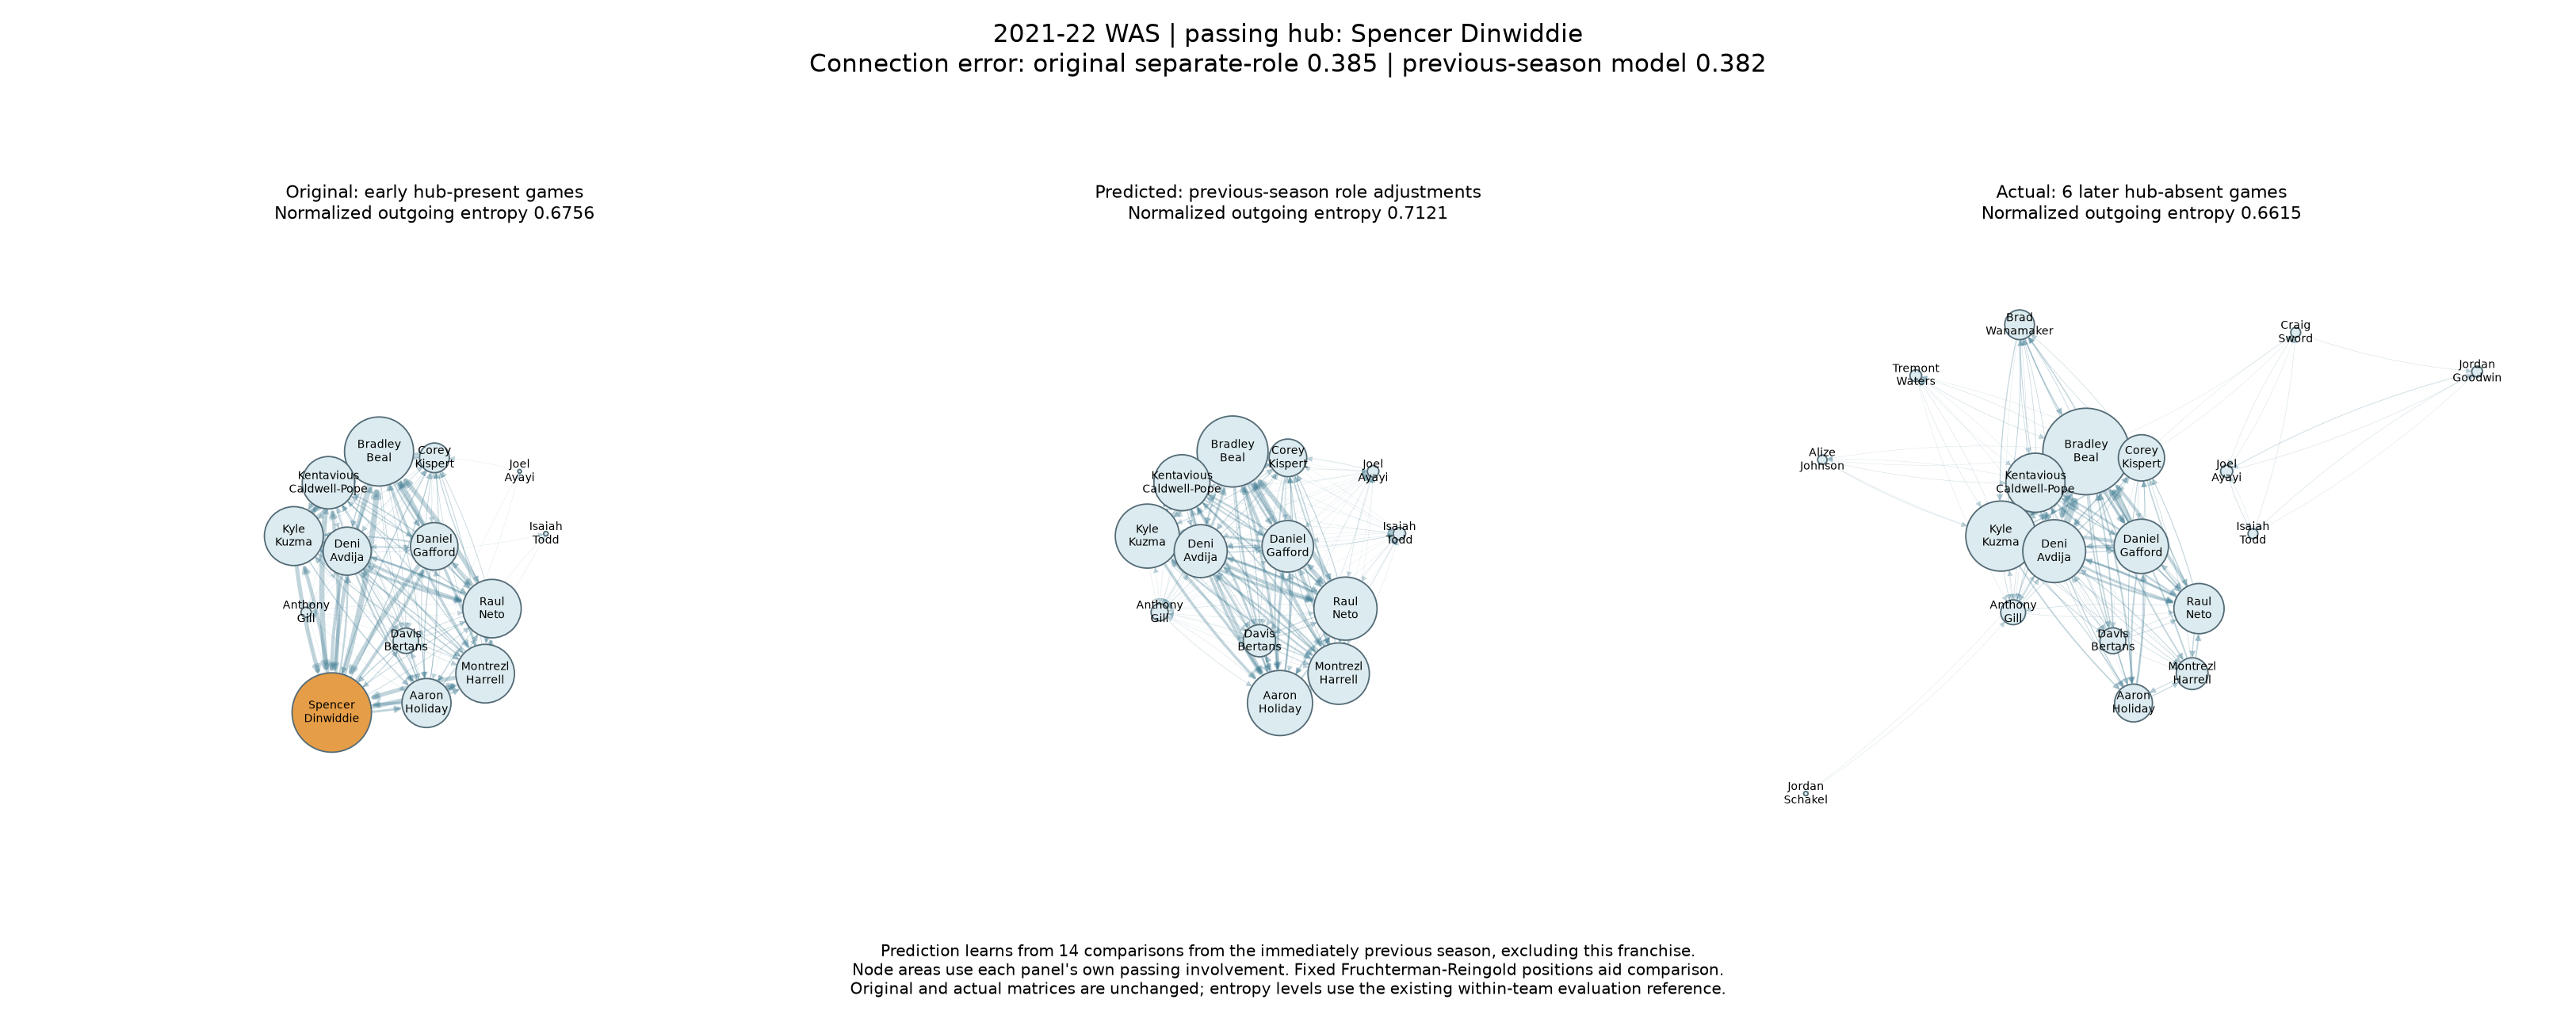 2021-22 WAS | passing hub: Spencer Dinwiddie
Connection error: original separate-role 0.385 | previous-season model 0.382
Original: early hub-present games
Normalized outgoing entropy 0.6756
Bradley
Beal
Corey
Kispert
Joel
Ayayi
Kentavious
Caldwell-Pope
Kyle
Kuzma
Deni
Avdija
Daniel
Gafford
Isaiah
Todd
Anthony
Gill
Raul
Neto
Davis
Bertans
Montrezl
Harrell
Spencer
Dinwiddie
Aaron
Holiday
Predicted: previous-season role adjustments
Normalized outgoing entropy 0.7121
Bradley
Beal
Corey
Kispert
Joel
Ayayi
Kentavious
Caldwell-Pope
Kyle
Kuzma
Deni
Avdija
Daniel
Gafford
Isaiah
Todd
Anthony
Gill
Raul
Neto
Davis
Bertans
Montrezl
Harrell
Aaron
Holiday
Actual: 6 later hub-absent games
Normalized outgoing entropy 0.6615
Brad
Wanamaker
Craig
Sword
Tremont
Waters
Jordan
Goodwin
Alize
Johnson
Bradley
Beal
Corey
Kispert
Joel
Ayayi
Kentavious
Caldwell-Pope
Kyle
Kuzma
Deni
Avdija
Daniel
Gafford
Isaiah
Todd
Anthony
Gill
Raul
Neto
Davis
Bertans
Montrezl
Harrell
Aaron
Holiday
Jordan
Schakel
Prediction learns from 14 comparisons from the immediately previous season, excluding this franchise.
Node areas use each panel's own passing involvement. Fixed Fruchterman-Reingold positions aid comparison.
Original and actual matrices are unchanged; entropy levels use the existing within-team evaluation reference.